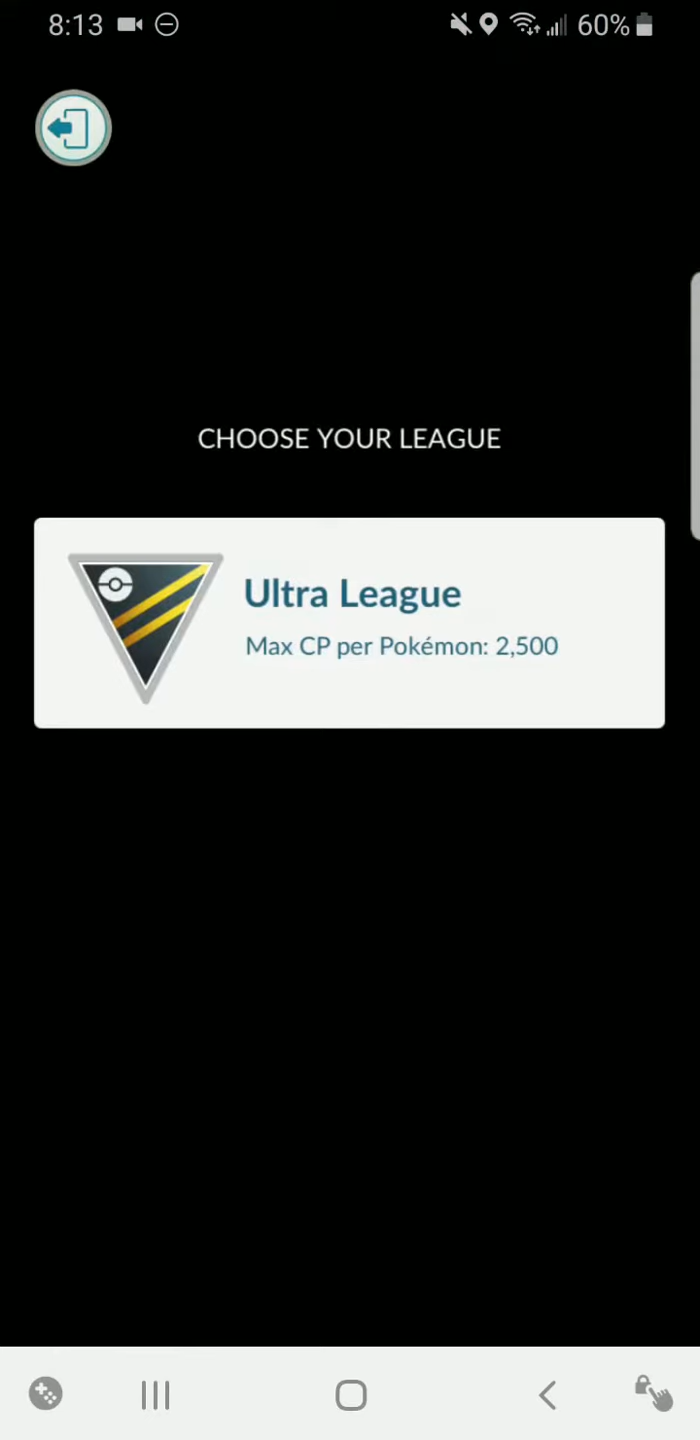 8:13
60%
CHOOSE YOUR LEAGUE
Ultra League
Max CP per Pokémon: 2,500